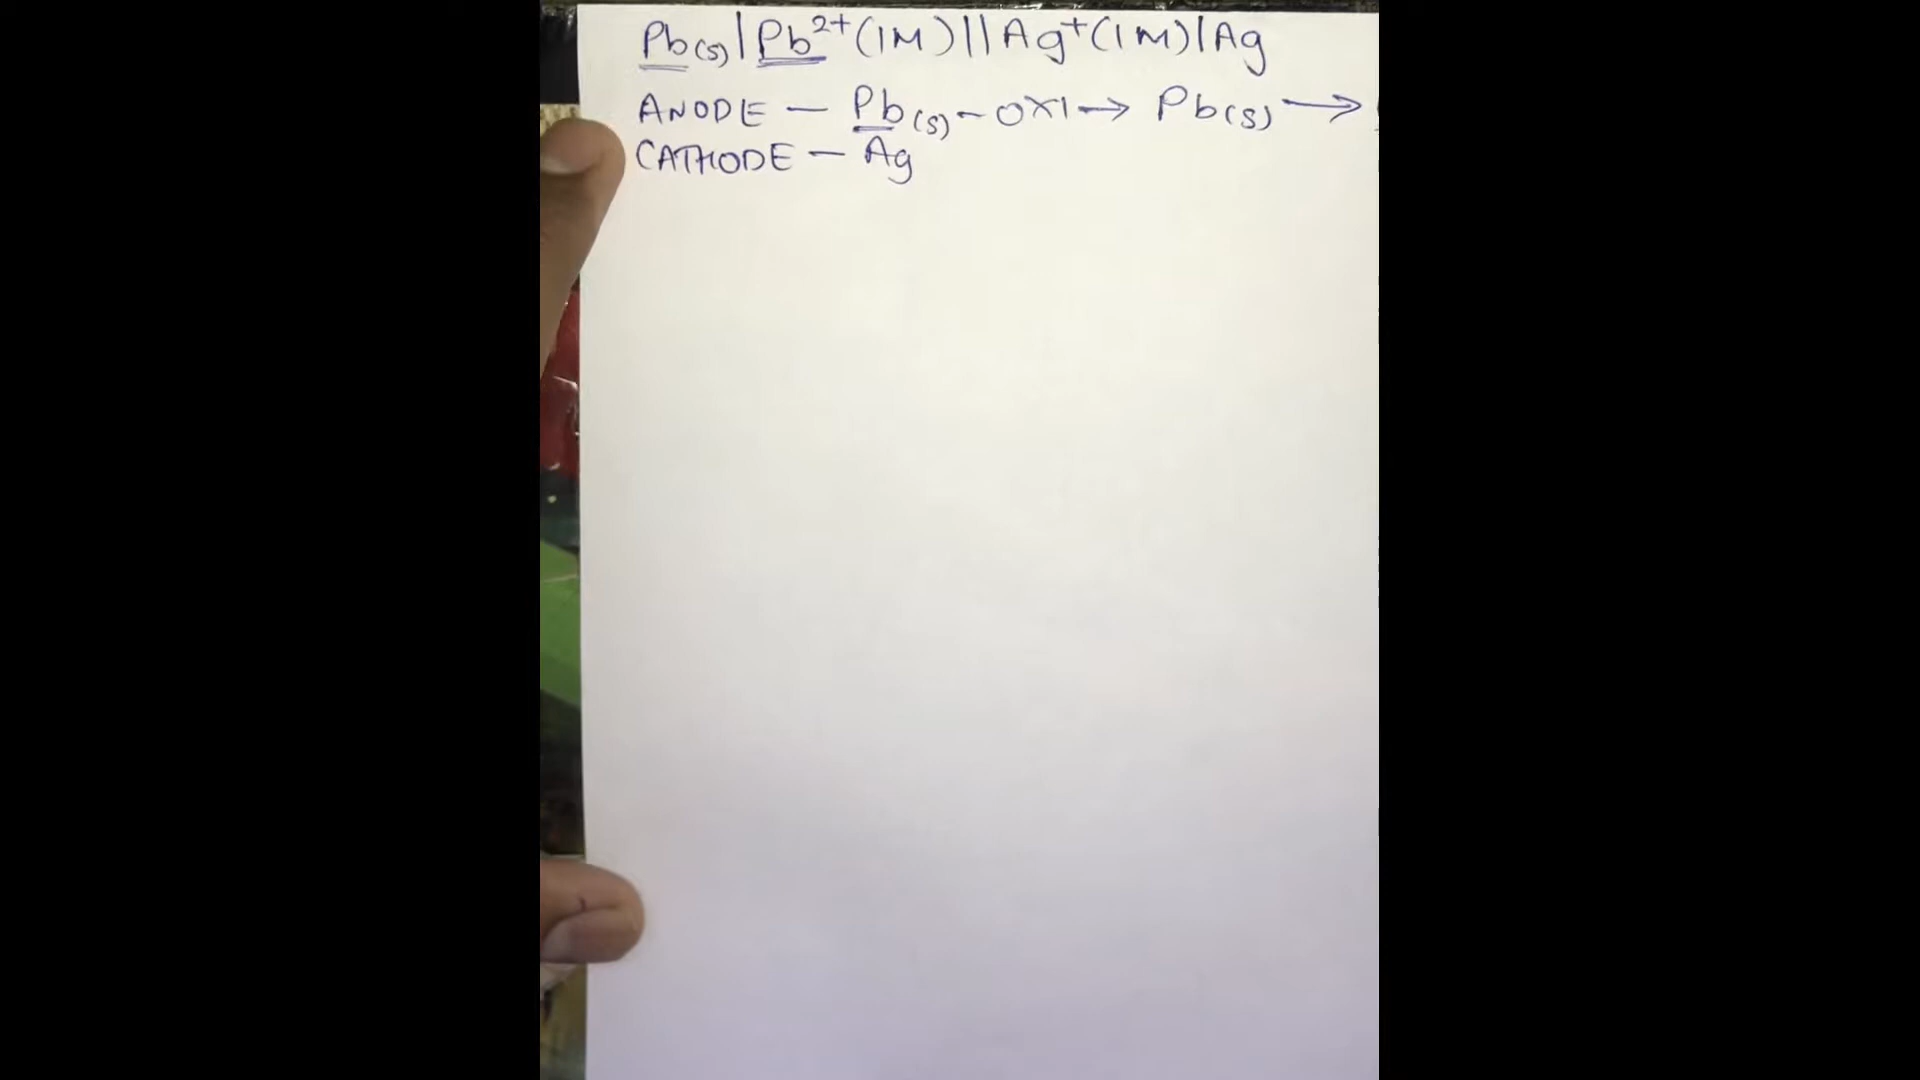 Pb(s)|Pb²⁺(1M)||Ag⁺(1M)|Ag
ANODE — Pb(s) - OXI → Pb(s) →
CATHODE — Ag